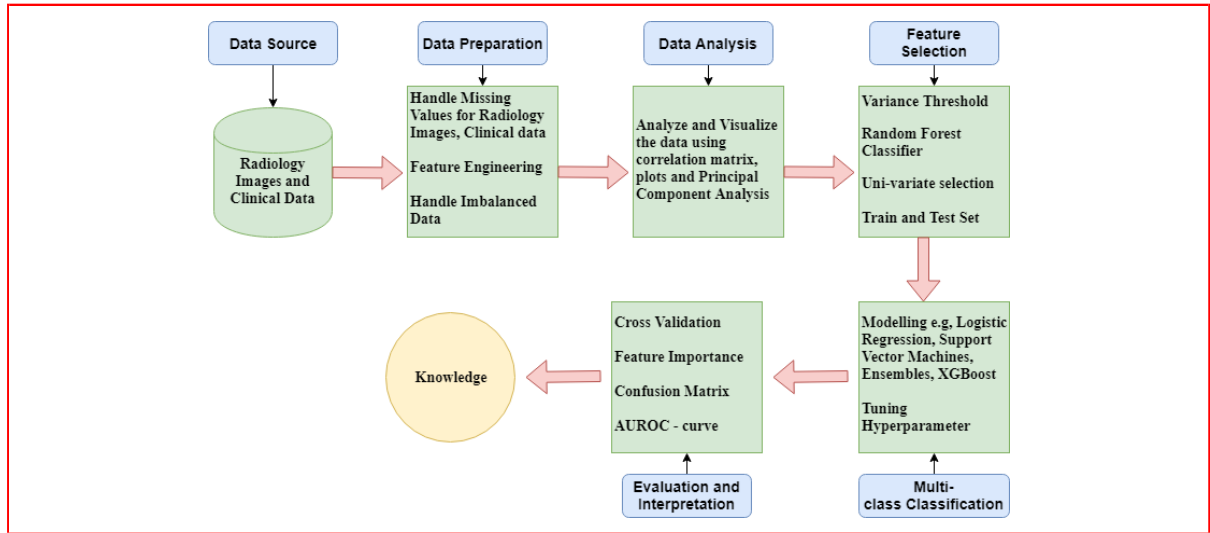 Data Source
Data Preparation
Data Analysis
Feature
Selection
Radiology
Images and
Clinical Data
Handle Missing
Values for Radiology
Images, Clinical data
Feature Engineering
Handle Imbalanced
Data
Analyze and Visualize
the data using
correlation matrix,
plots and Principal
Component Analysis
Variance Threshold
Random Forest
Classifier
Uni-variate selection
Train and Test Set
Modelling e.g, Logistic
Regression, Support
Vector Machines,
Ensembles, XGBoost
Tuning
Hyperparameter
Multi-
class Classification
Cross Validation
Feature Importance
Confusion Matrix
AUROC - curve
Evaluation and
Interpretation
Knowledge